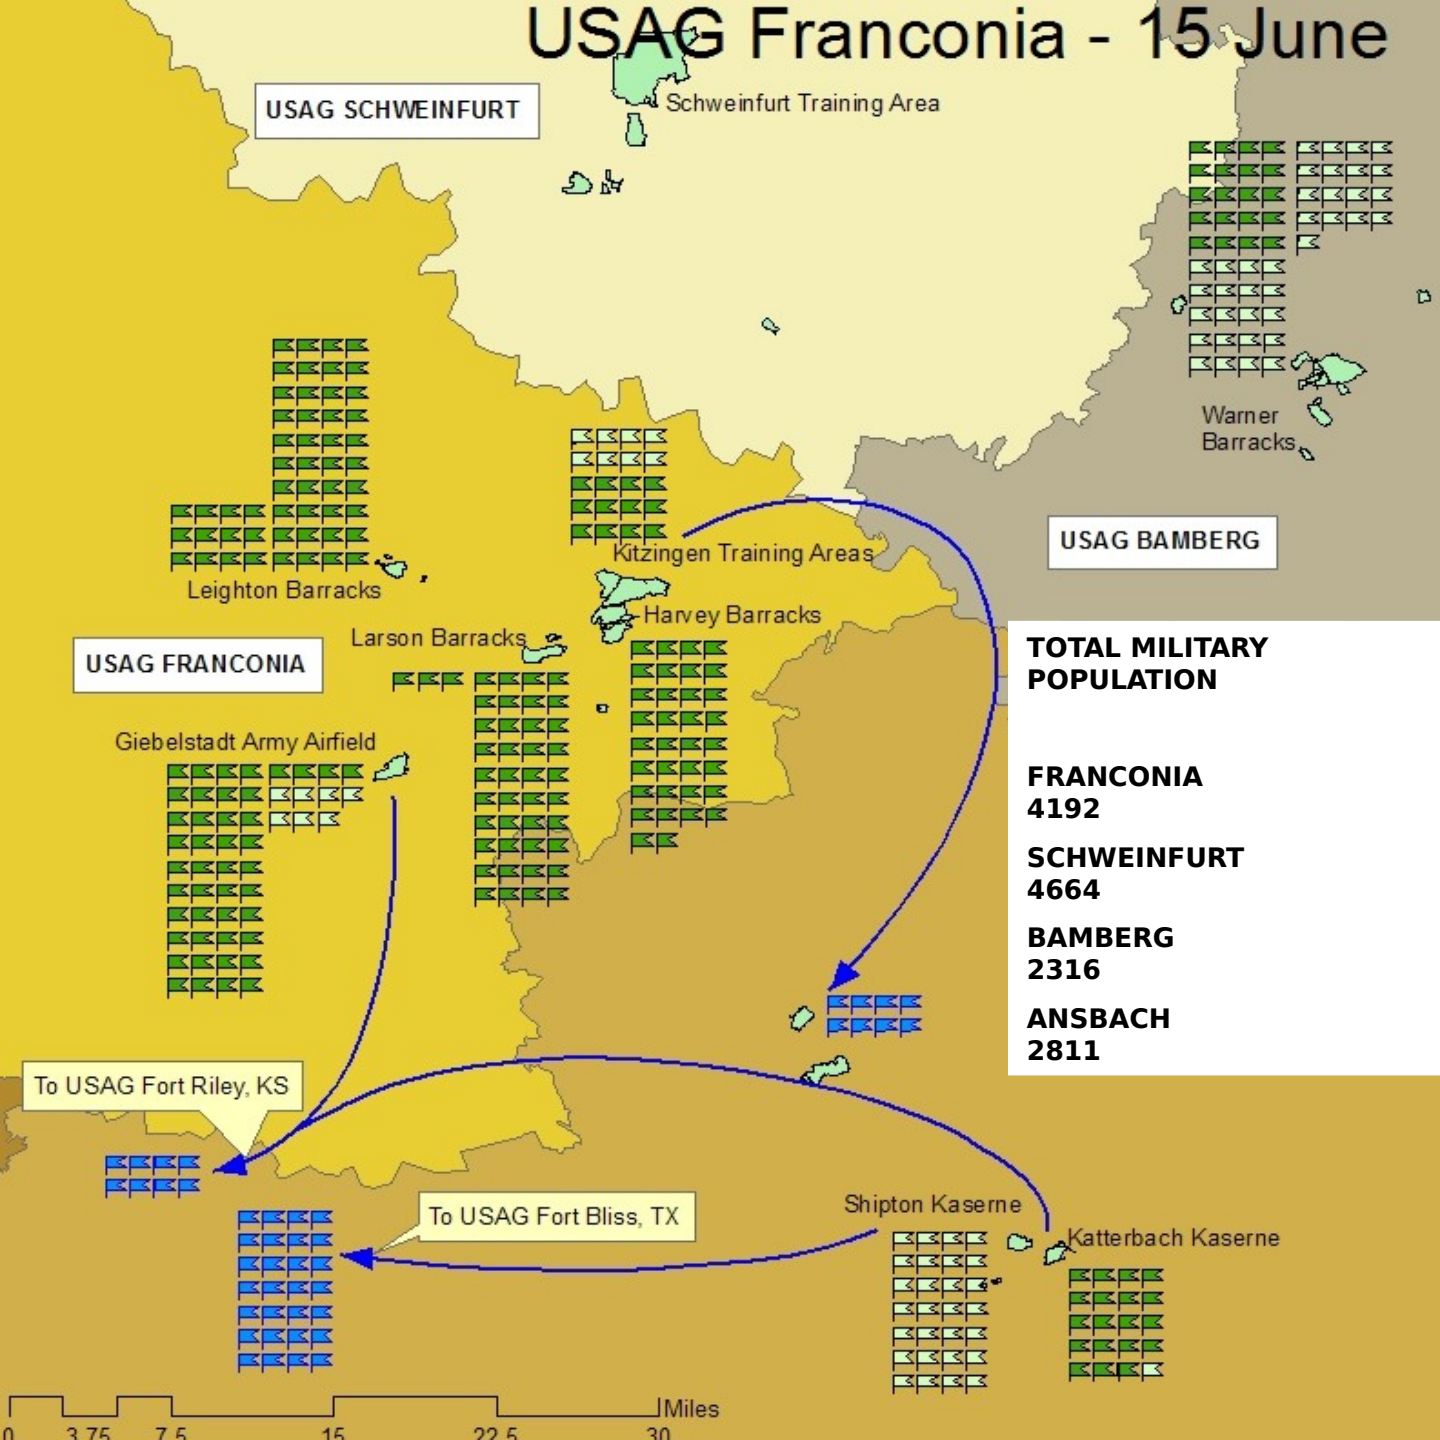 USAG Franconia - 15 June
USAG SCHWEINFURT
Schweinfurt Training Area
Warner
Barracks
USAG BAMBERG
Kitzingen Training Areas
Leighton Barracks
Harvey Barracks
Larson Barracks
USAG FRANCONIA
Giebelstadt Army Airfield
TOTAL MILITARY
POPULATION
FRANCONIA
4192
SCHWEINFURT
4664
BAMBERG
2316
ANSBACH
2811
To USAG Fort Riley, KS
To USAG Fort Bliss, TX
Shipton Kaserne
Katterbach Kaserne
Miles
0 3.75 7.5 15 22.5 30